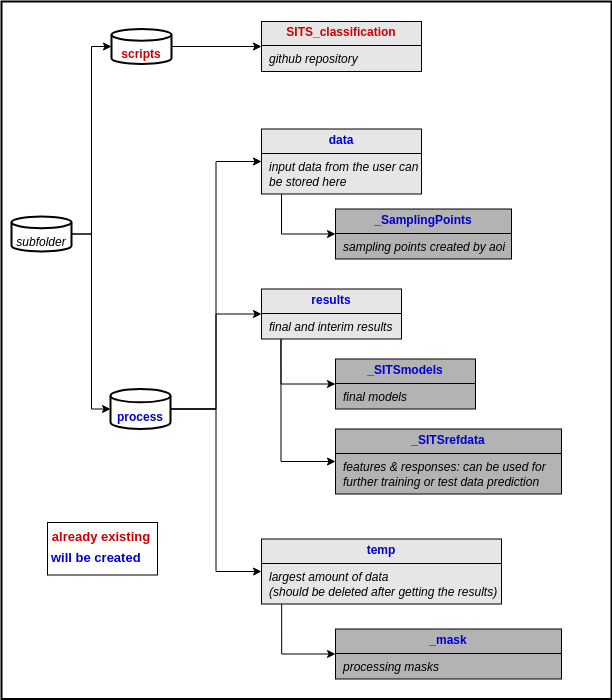 SITS_classification
scripts
github repository
data
input data from the user can
be stored here
_SamplingPoints
subfolder
sampling points created by aoi
results
final and interim results
_SITSmodels
final models
process
_SITSrefdata
features & responses: can be used for
further training or test data prediction
already existing
will be created
temp
largest amount of data
(should be deleted after getting the results)
_mask
processing masks